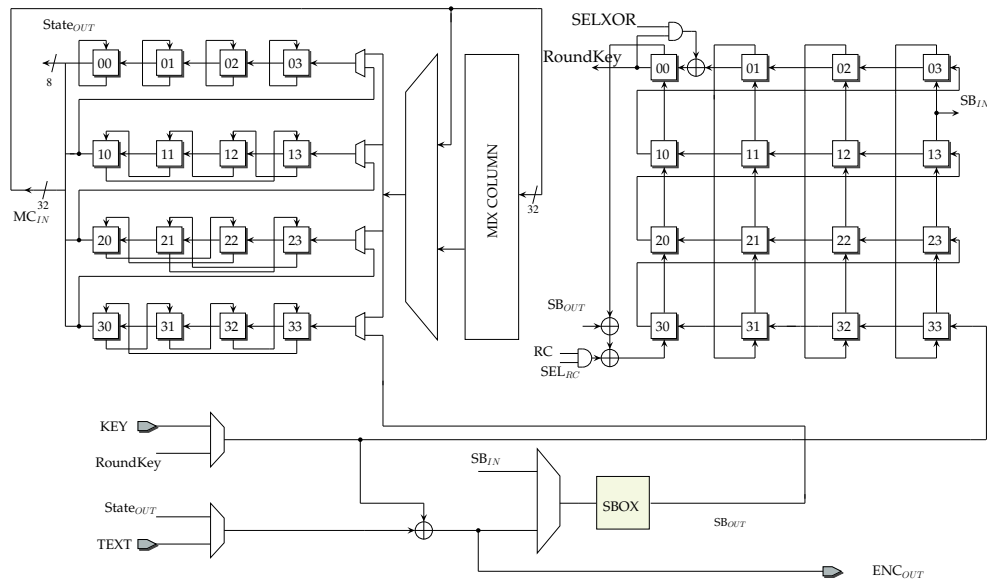 State_OUT
SELXOR
00 01 02 03
8
RoundKey
00 01 02 03
SB_IN
10 11 12 13
10 11 12 13
MIX COLUMN
32
MC_IN
32
20 21 22 23
20 21 22 23
SB_OUT
30 31 32 33
30 31 32 33
RC
SEL_RC
KEY
RoundKey
SB_IN
SBOX
State_OUT
SB_OUT
TEXT
ENC_OUT